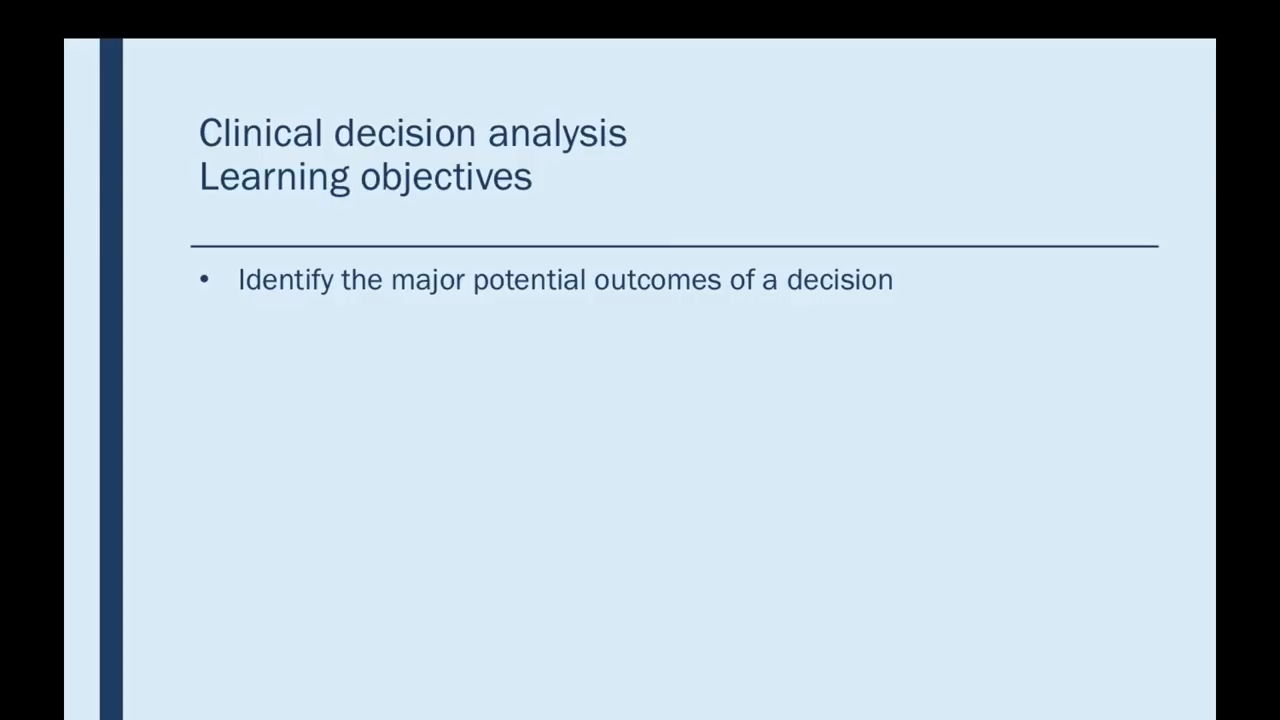 Clinical decision analysis
Learning objectives
• Identify the major potential outcomes of a decision